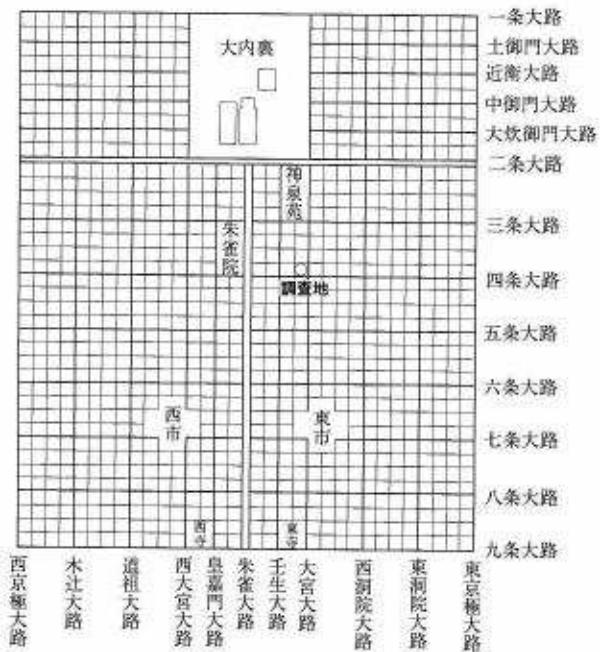 一条大路
土御門大路
近衛大路
中御門大路
大炊御門大路
二条大路
三条大路
四条大路
五条大路
六条大路
七条大路
八条大路
九条大路
大内裏
神泉苑
朱雀院
調査地
西市
東市
西寺
東寺
西京極大路
木辻大路
道祖大路
西大宮大路
皇嘉門大路
朱雀大路
壬生大路
大宮大路
西洞院大路
東洞院大路
東京極大路